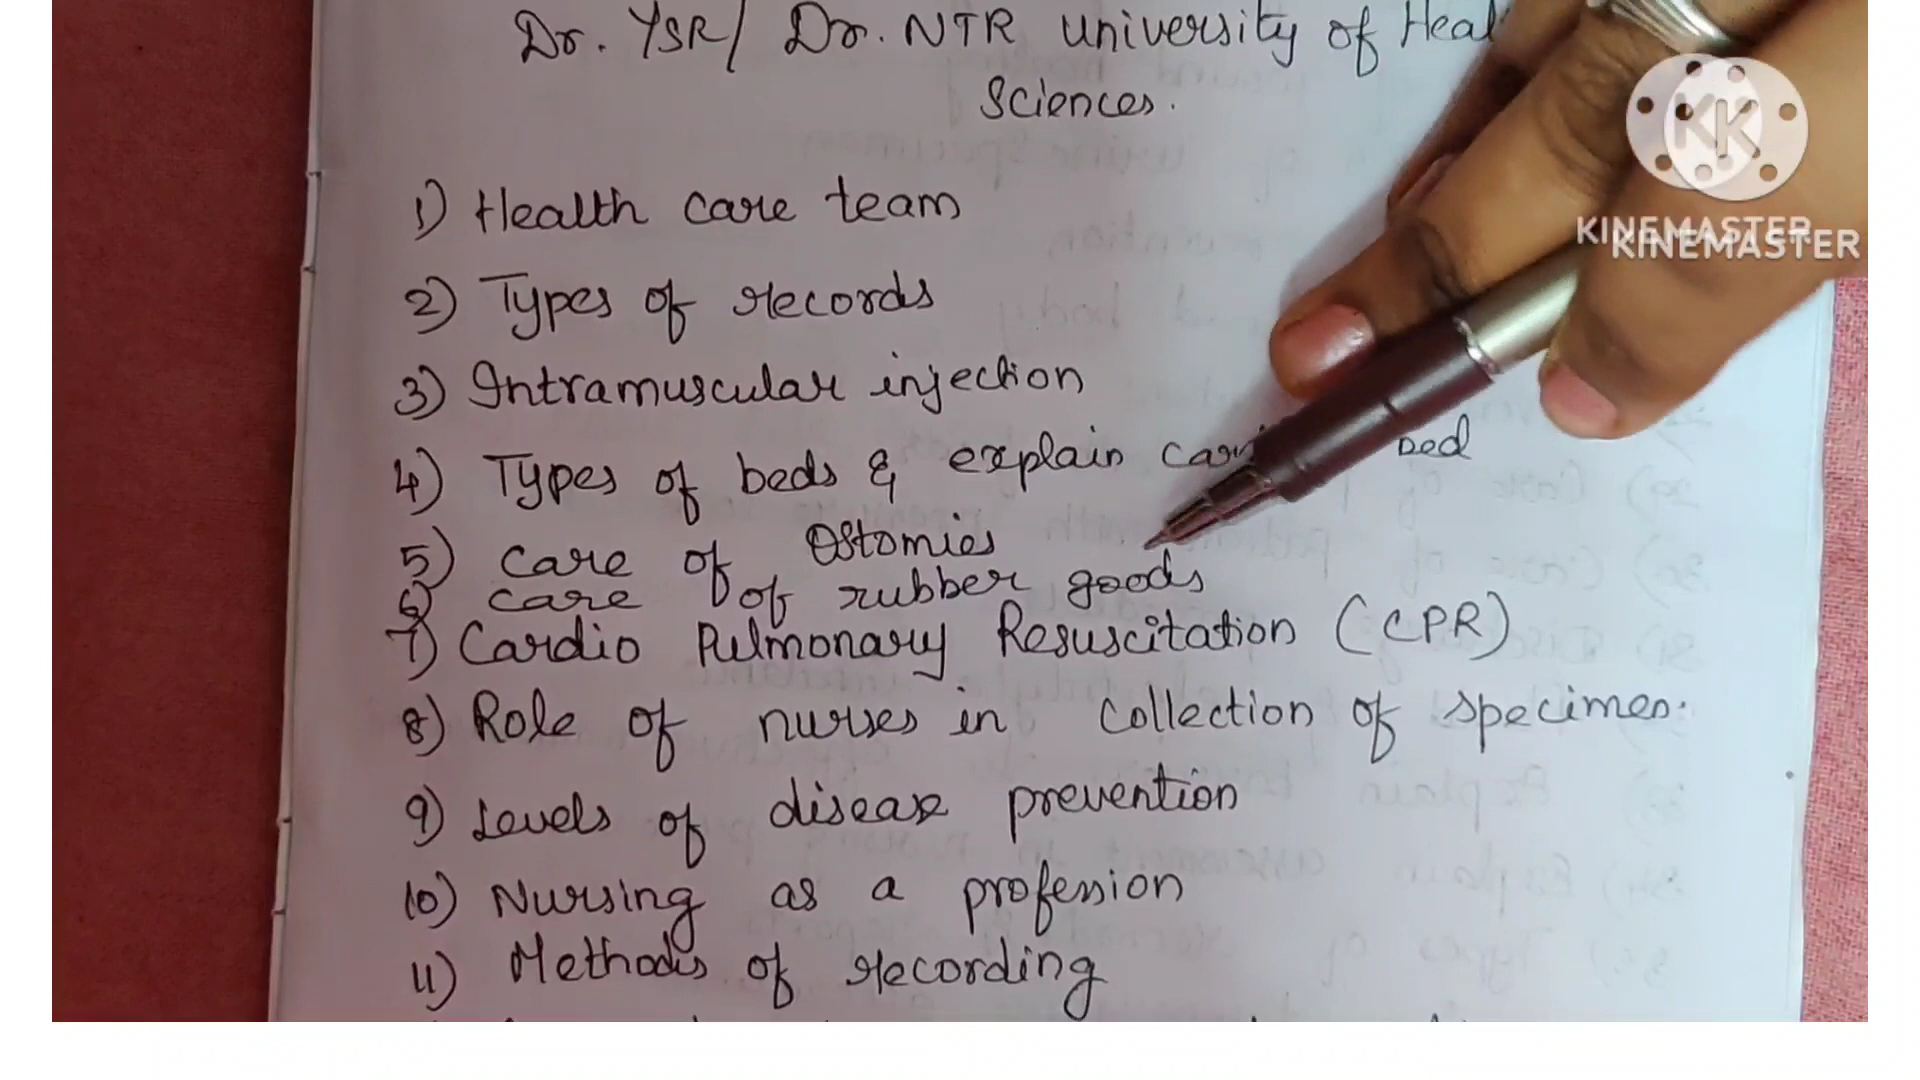 Dr. YSR/ Dr. NTR University of Heal
Sciences.
1) Health care team
2) Types of records
3) Intramuscular injection
4) Types of beds & explain bed
5) care of Ostomies
6) care of rubber goods
7) Cardio Pulmonary Resuscitation (CPR)
8) Role of nurses in collection of specimen.
9) Levels of disease prevention
10) Nursing as a profession
11) Methods of recording
KK
KINEMASTER
KINEMASTER